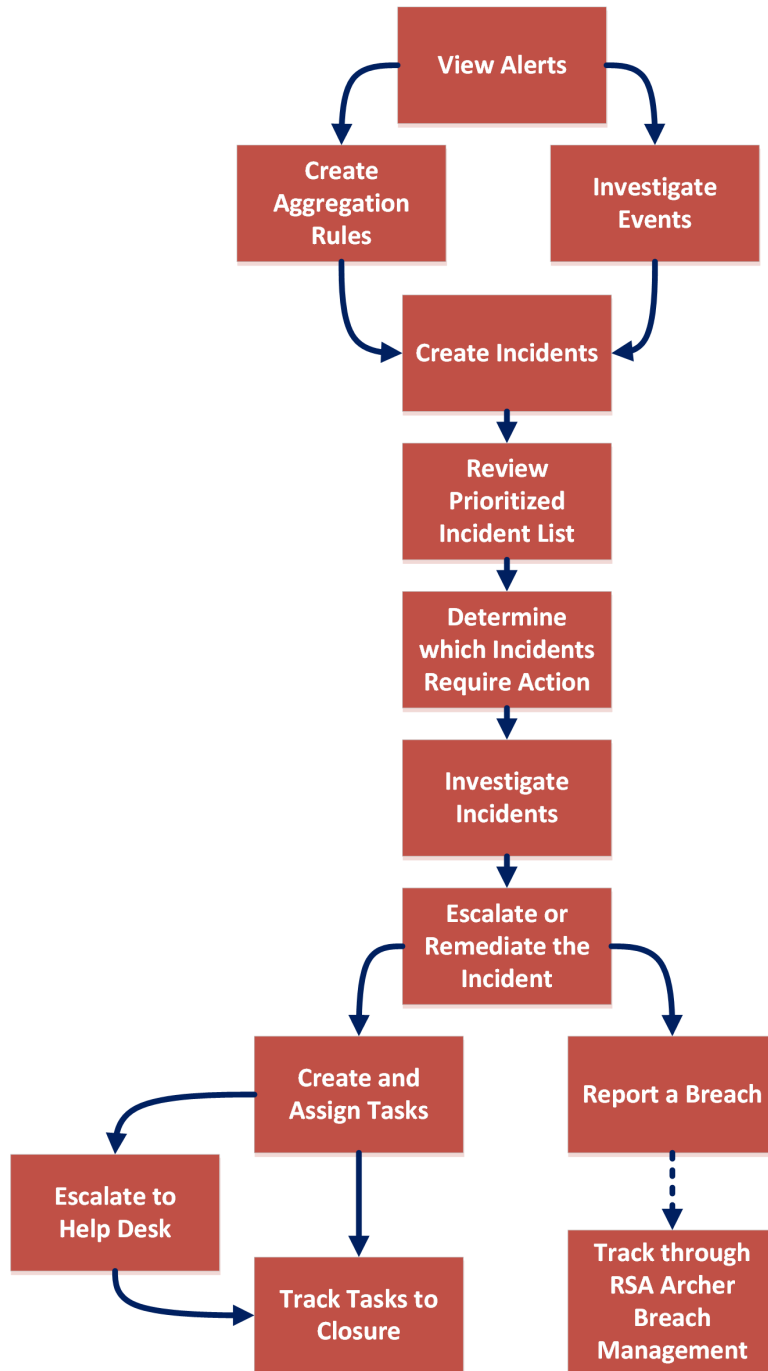 View Alerts
Create
Aggregation
Rules
Investigate
Events
Create Incidents
Review
Prioritized
Incident List
Determine
which Incidents
Require Action
Investigate
Incidents
Escalate or
Remediate the
Incident
Create and
Assign Tasks
Report a Breach
Escalate to
Help Desk
Track Tasks to
Closure
Track through
RSA Archer
Breach
Management